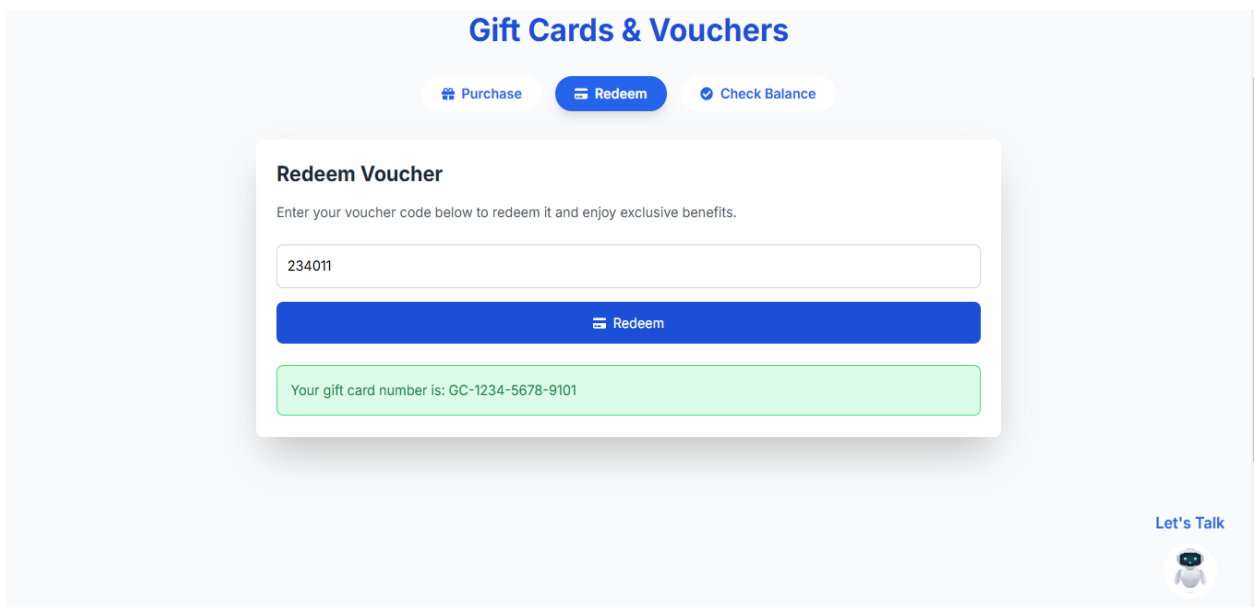 Gift Cards & Vouchers
Purchase
Redeem
Check Balance
Redeem Voucher
Enter your voucher code below to redeem it and enjoy exclusive benefits.
234011
Redeem
Your gift card number is: GC-1234-5678-9101
Let's Talk